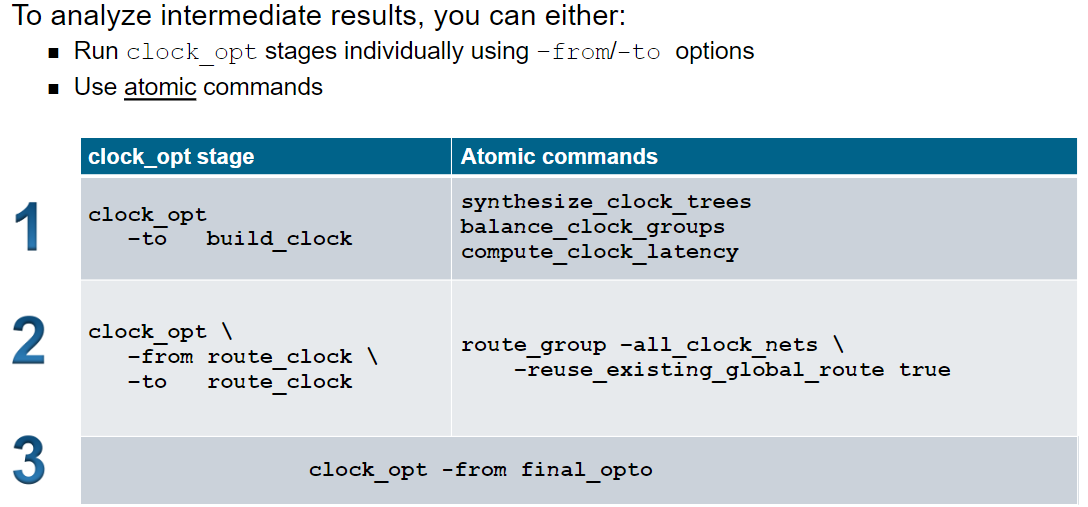 To analyze intermediate results, you can either:
▪ Run clock_opt stages individually using -from/-to options
▪ Use atomic commands
clock_opt stage
Atomic commands
1
clock_opt
-to build_clock
synthesize_clock_trees
balance_clock_groups
compute_clock_latency
2
clock_opt \
-from route_clock \
-to route_clock
route_group -all_clock_nets \
-reuse_existing_global_route true
3
clock_opt -from final_opto